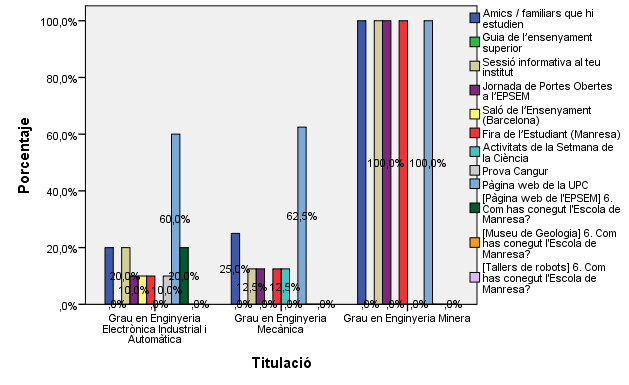 100,0%
80,0%
60,0%
40,0%
20,0%
,0%
Porcentaje
20,0%
10,0%
10,0%
60,0%
20,0%
,0%
,0%
,0%
25,0%
12,5%
12,5%
62,5%
,0%
,0%
,0%
,0%
100,0%
100,0%
,0%
,0%
,0%
,0%
Grau en Enginyeria
Electrònica Industrial i
Automàtica
Grau en Enginyeria
Mecànica
Grau en Enginyeria Minera
Titulació
Amics / familiars que hi
estudien
Guia de l'ensenyament
superior
Sessió informativa al teu
institut
Jornada de Portes Obertes
a l'EPSEM
Saló de l'Ensenyament
(Barcelona)
Fira de l'Estudiant (Manresa)
Activitats de la Setmana de
la Ciència
Prova Cangur
Pàgina web de la UPC
[Pàgina web de l'EPSEM] 6.
Com has conegut l'Escola de
Manresa?
[Museu de Geologia] 6. Com
has conegut l'Escola de
Manresa?
[Tallers de robots] 6. Com
has conegut l'Escola de
Manresa?